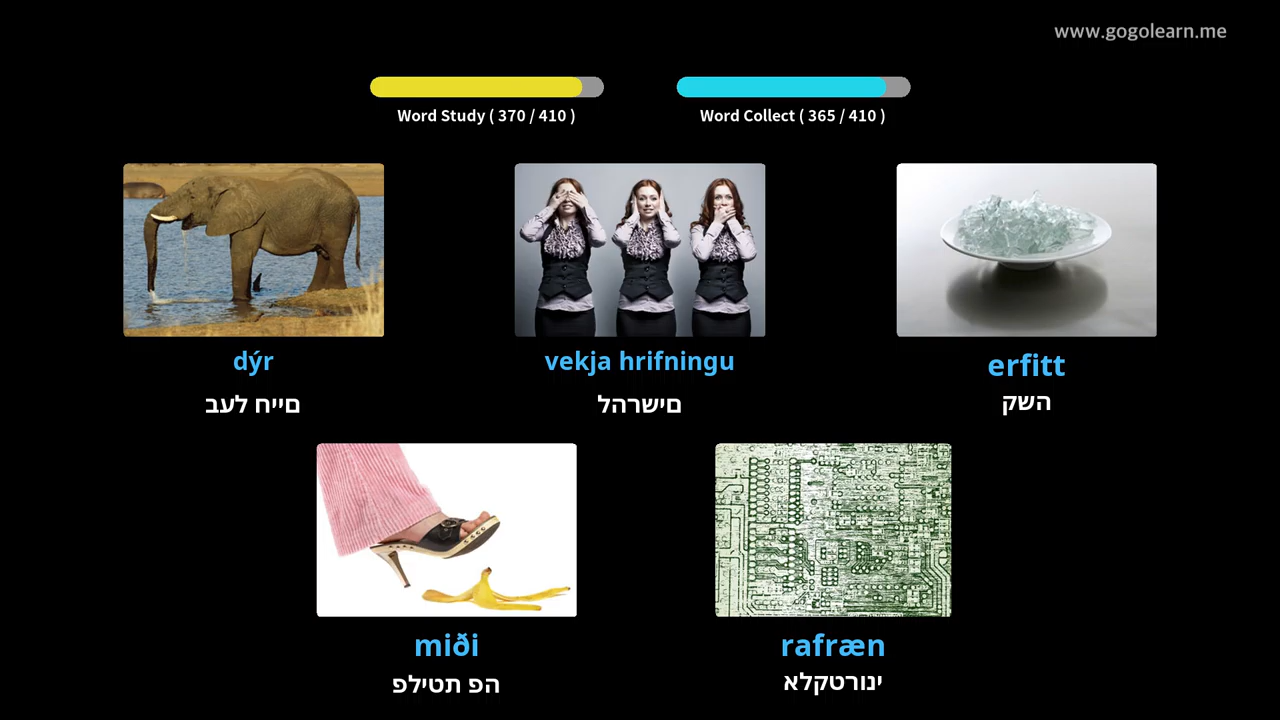 www.gogolearn.me
Word Study ( 370 / 410 )
Word Collect ( 365 / 410 )
dýr
םייח לעב
vekja hrifningu
םישרהל
erfitt
השק
miði
הפ תטילפ
rafræn
ינורטקלא